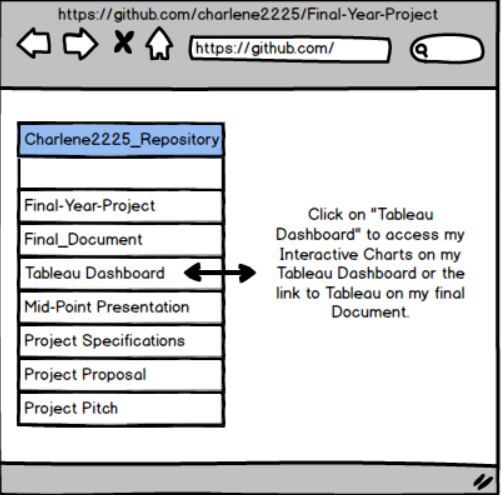 https://github.com/charlene2225/Final-Year-Project
https://github.com/
Charlene2225_Repository
Final-Year-Project
Final_Document
Tableau Dashboard
Mid-Point Presentation
Project Specifications
Project Proposal
Project Pitch
Click on "Tableau
Dashboard" to access my
Interactive Charts on my
Tableau Dashboard or the
link to Tableau on my final
Document.